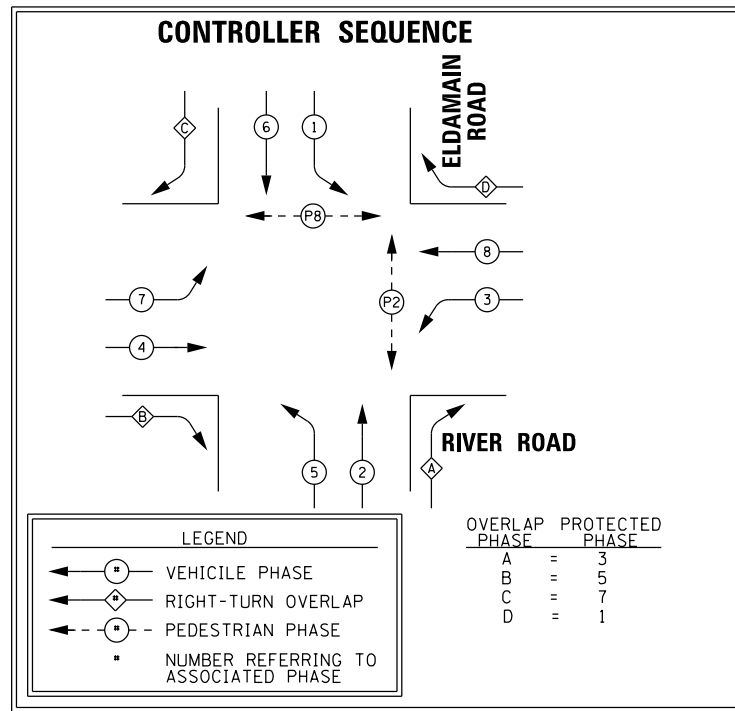 CONTROLLER SEQUENCE
ELDAMAIN
ROAD
C
6
1
D
P8
8
7
P2
3
4
B
RIVER ROAD
5
2
A
LEGEND
# VEHICILE PHASE
# RIGHT-TURN OVERLAP
# PEDESTRIAN PHASE
# NUMBER REFERRING TO
ASSOCIATED PHASE
OVERLAP PROTECTED
PHASE PHASE
A = 3
B = 5
C = 7
D = 1